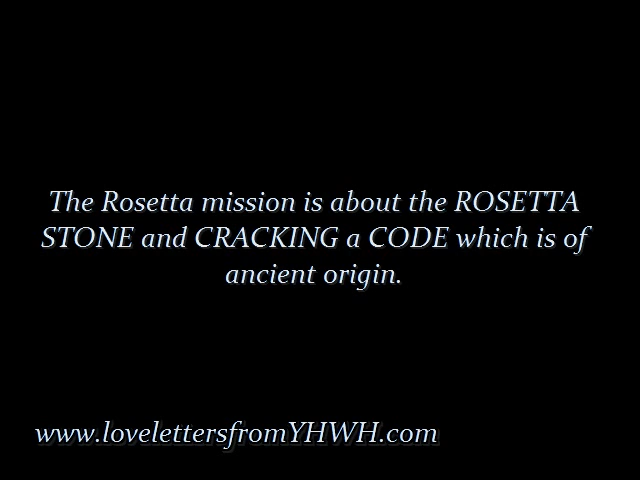 The Rosetta mission is about the ROSETTA
STONE and CRACKING a CODE which is of
ancient origin.
www.lovelettersfromYHWH.com